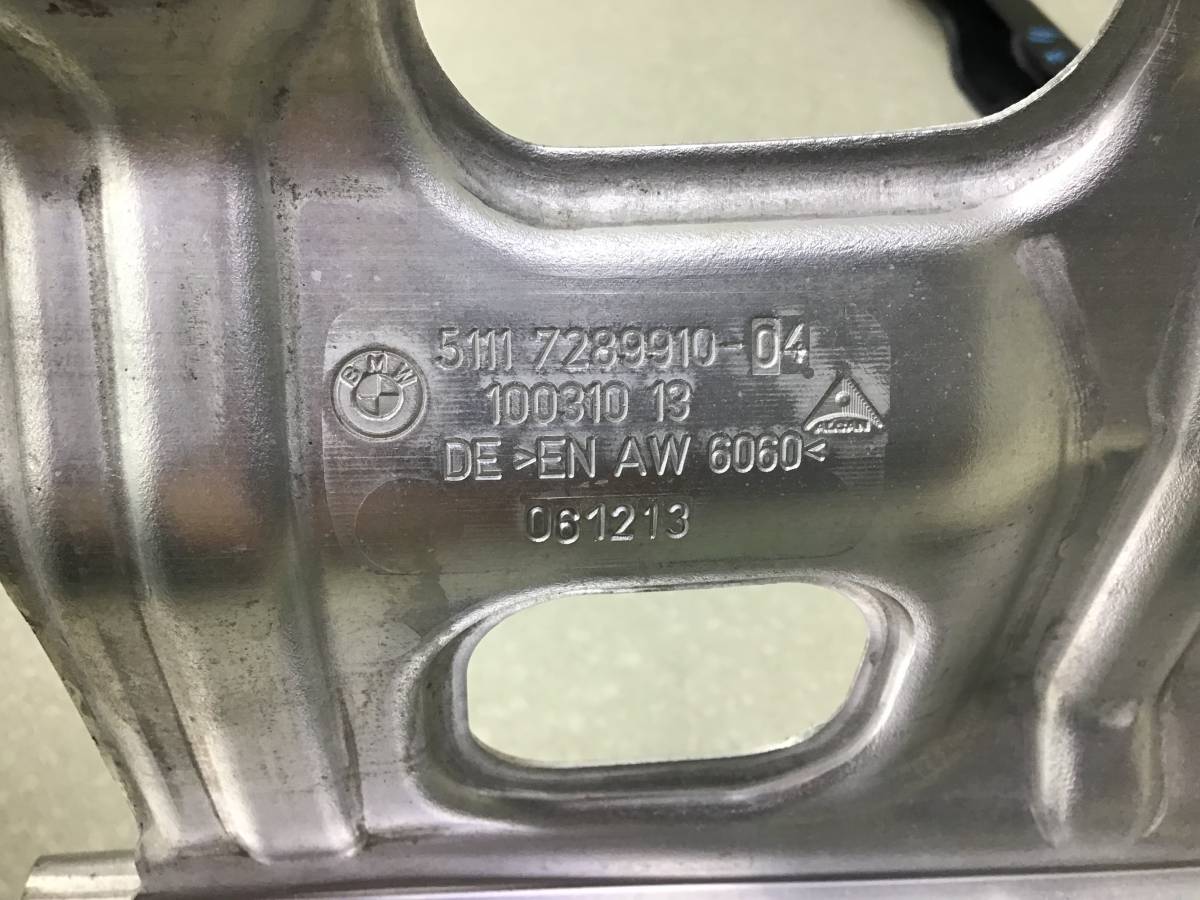 5111 7289910-04
BMW
100310 13
ALCAN
DE >EN AW 6060<
061213